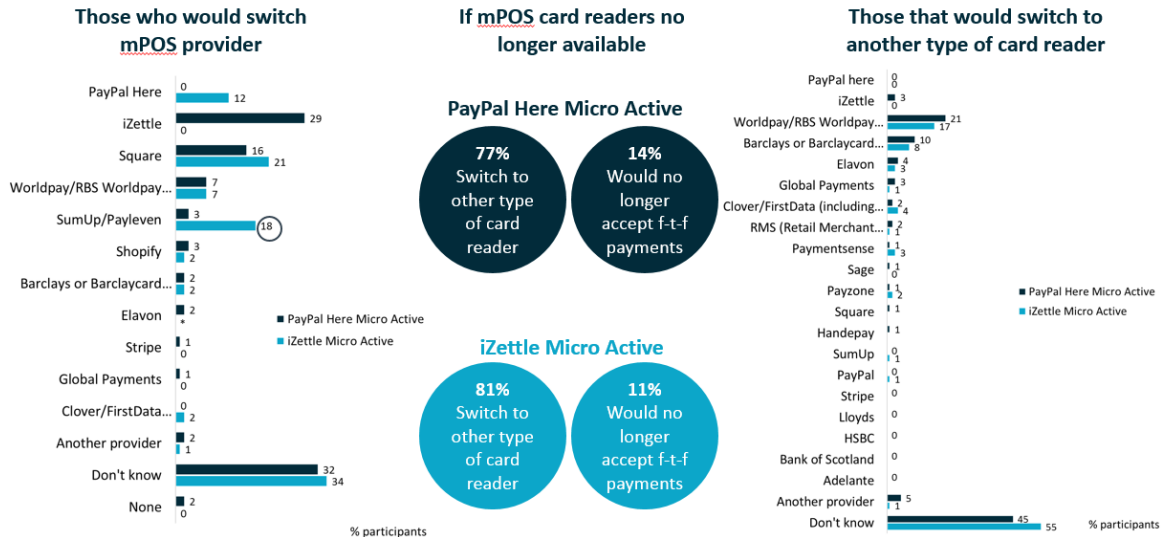 Those who would switch
mPOS provider
PayPal Here
0
12
iZettle
29
0
Square
16
21
Worldpay/RBS Worldpay...
7
7
SumUp/Payleven
3
18
Shopify
3
2
Barclays or Barclaycard...
2
2
Elavon
2
*
Stripe
1
0
Global Payments
1
0
Clover/FirstData...
0
2
Another provider
2
1
Don't know
32
34
None
2
0
PayPal Here Micro Active
iZettle Micro Active
% participants
If mPOS card readers no
longer available
PayPal Here Micro Active
77%
Switch to
other type
of card
reader
14%
Would no
longer
accept f-t-f
payments
iZettle Micro Active
81%
Switch to
other type
of card
reader
11%
Would no
longer
accept f-t-f
payments
Those that would switch to
another type of card reader
PayPal here
0
0
iZettle
3
0
Worldpay/RBS Worldpay...
21
17
Barclays or Barclaycard...
10
8
Elavon
4
3
Global Payments
3
1
Clover/FirstData (including...
2
4
RMS (Retail Merchant...
2
1
Paymentsense
1
3
Sage
1
0
Payzone
1
2
Square
1
Handepay
1
SumUp
0
1
PayPal
0
1
Stripe
0
Lloyds
0
HSBC
0
Bank of Scotland
0
Adelante
0
Another provider
5
1
Don't know
45
55
PayPal Here Micro Active
iZettle Micro Active
% participants